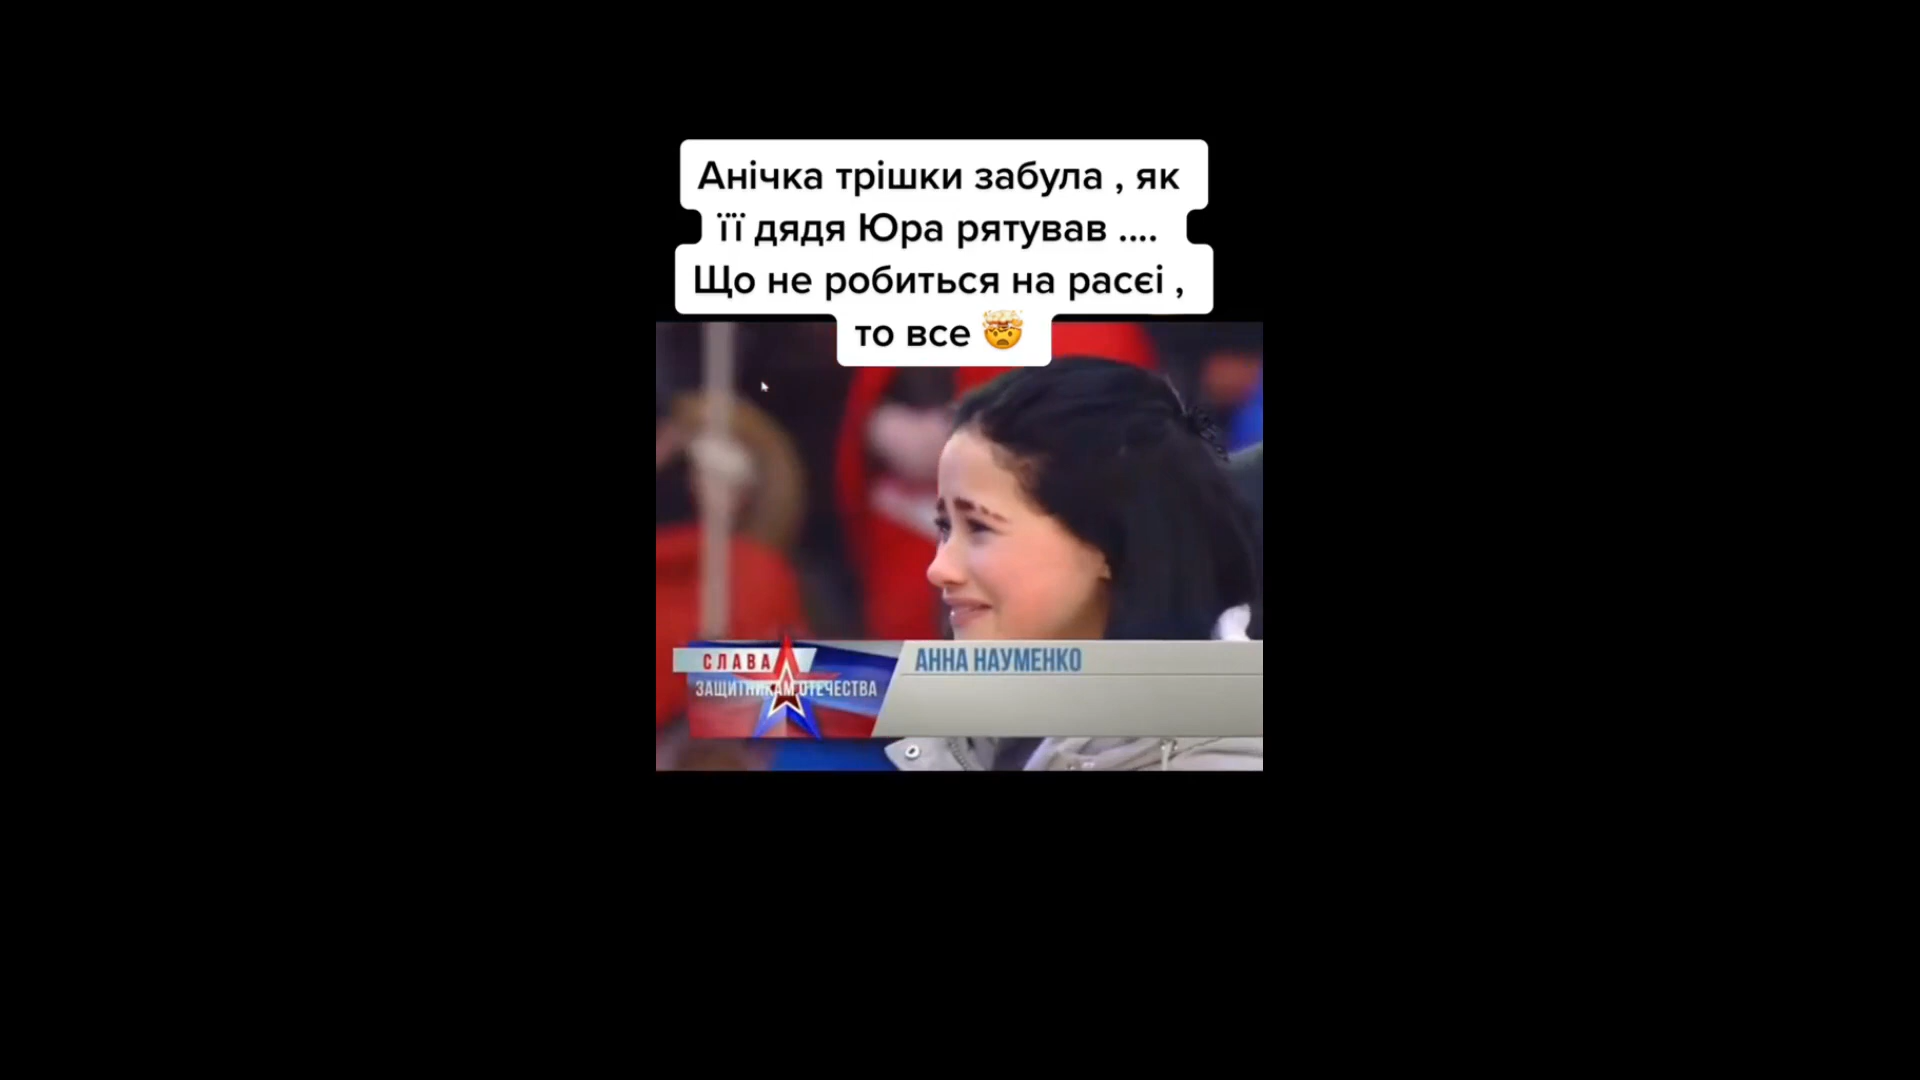 Анічка трішки забула , як
її дядя Юра рятував ....
Що не робиться на расєі ,
то все 🤯
СЛАВА
ЗАЩИТНИКАМ ОТЕЧЕСТВА
АННА НАУМЕНКО